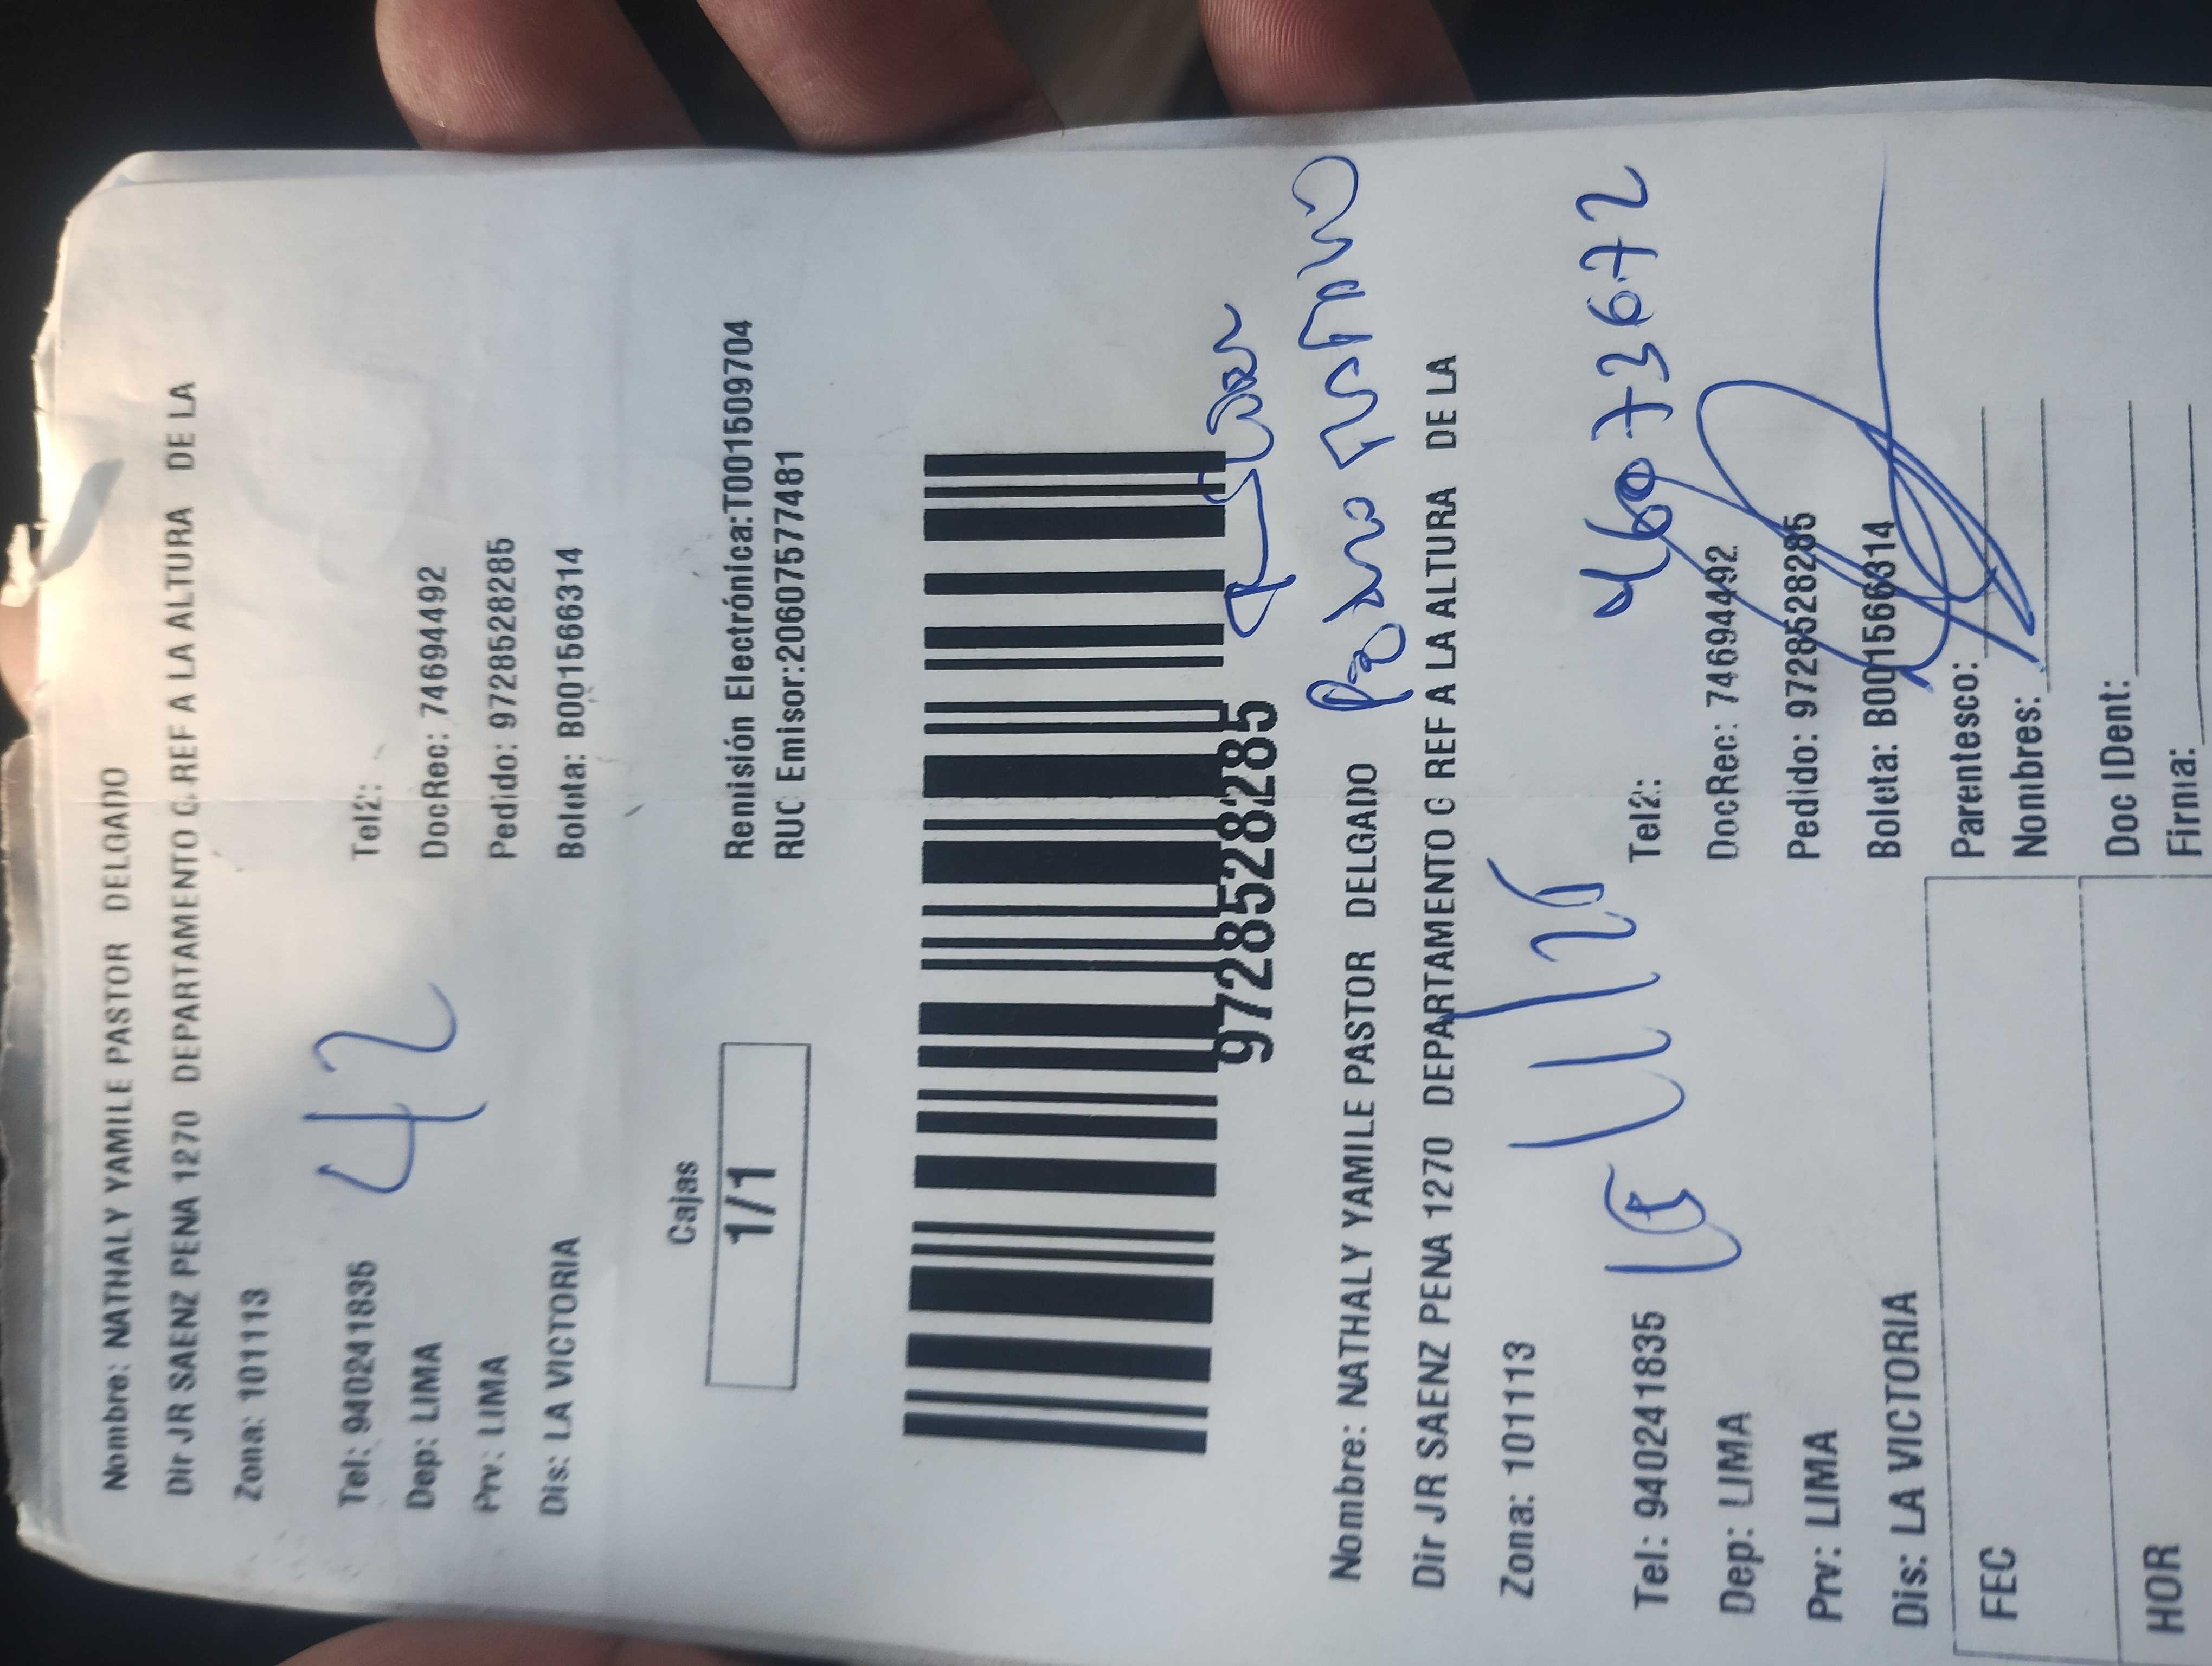 Nombre: NATHALY YAMILE PASTOR DELGADO
Dir JR SAENZ PENA 1270 DEPARTAMENTO G REF A LA ALTURA DE LA
Zona: 101113
42
Tel: 940241835 Tel2:
Dep: LIMA DocRec: 74694492
Prv: LIMA Pedido: 9728528285
Dis: LA VICTORIA Boleta: B001566314
Cajas
1/1
Remisión Electrónica:T001509704
RUC Emisor:20607577481
9728528285
Nombre: NATHALY YAMILE PASTOR DELGADO
Dir JR SAENZ PENA 1270 DEPARTAMENTO G REF A LA ALTURA DE LA
Zona: 101113
46073672
Tel: 940241835 Tel2:
Dep: LIMA DocRec: 74694492
Prv: LIMA Pedido: 9728528285
Dis: LA VICTORIA Boleta: B001566314
FEC Parentesco:
Nombres:
HOR Doc IDent:
Firma: